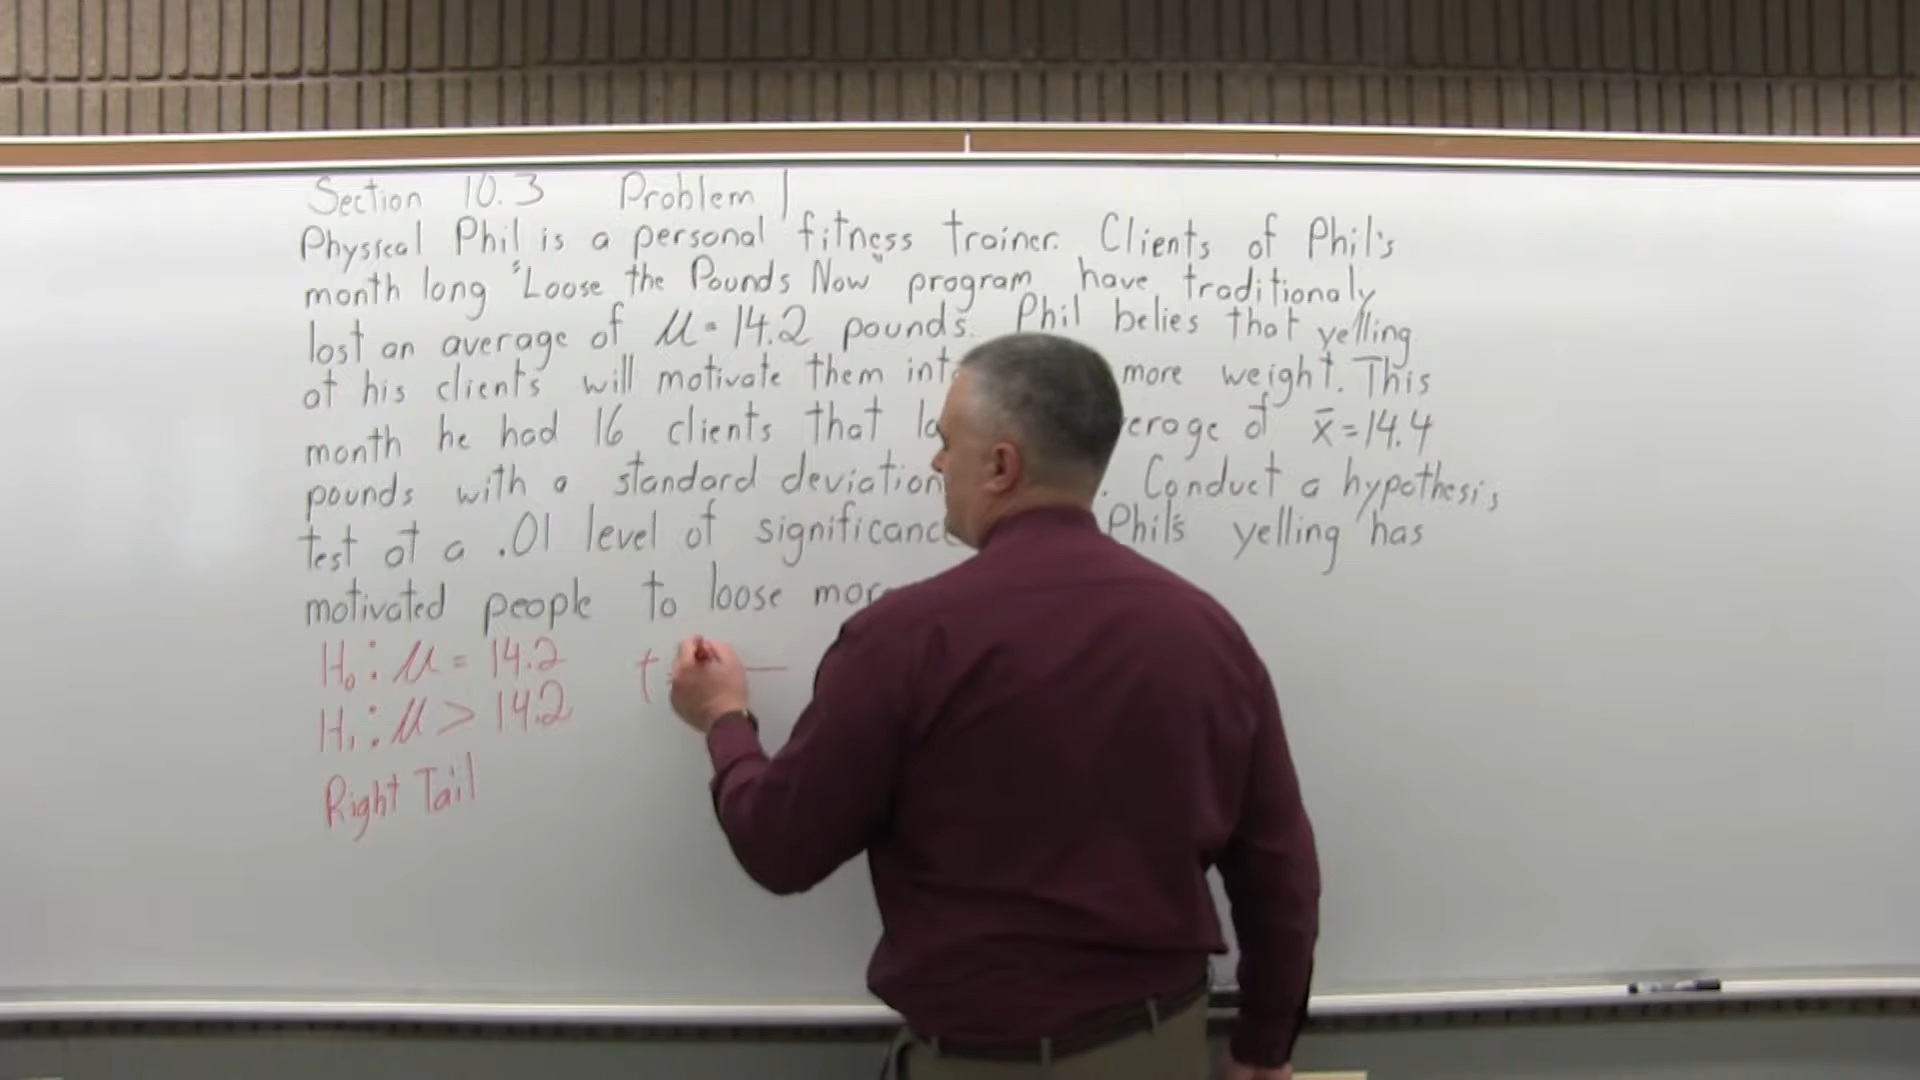 Section 10.3 Problem 1
Physical Phil is a personal fitness trainer. Clients of Phil's
month long "Loose the Pounds Now" program have traditionaly
lost an average of μ = 14.2 pounds. Phil belies that yelling
at his clients will motivate them more weight. This
month he had 16 clients that of x̄=14.4
pounds with a standard deviation . Conduct a hypothesis
test at a .01 level of significance Phil's yelling has
motivated people to loose
H₀: μ = 14.2 t
H₁: μ > 14.2
Right Tail